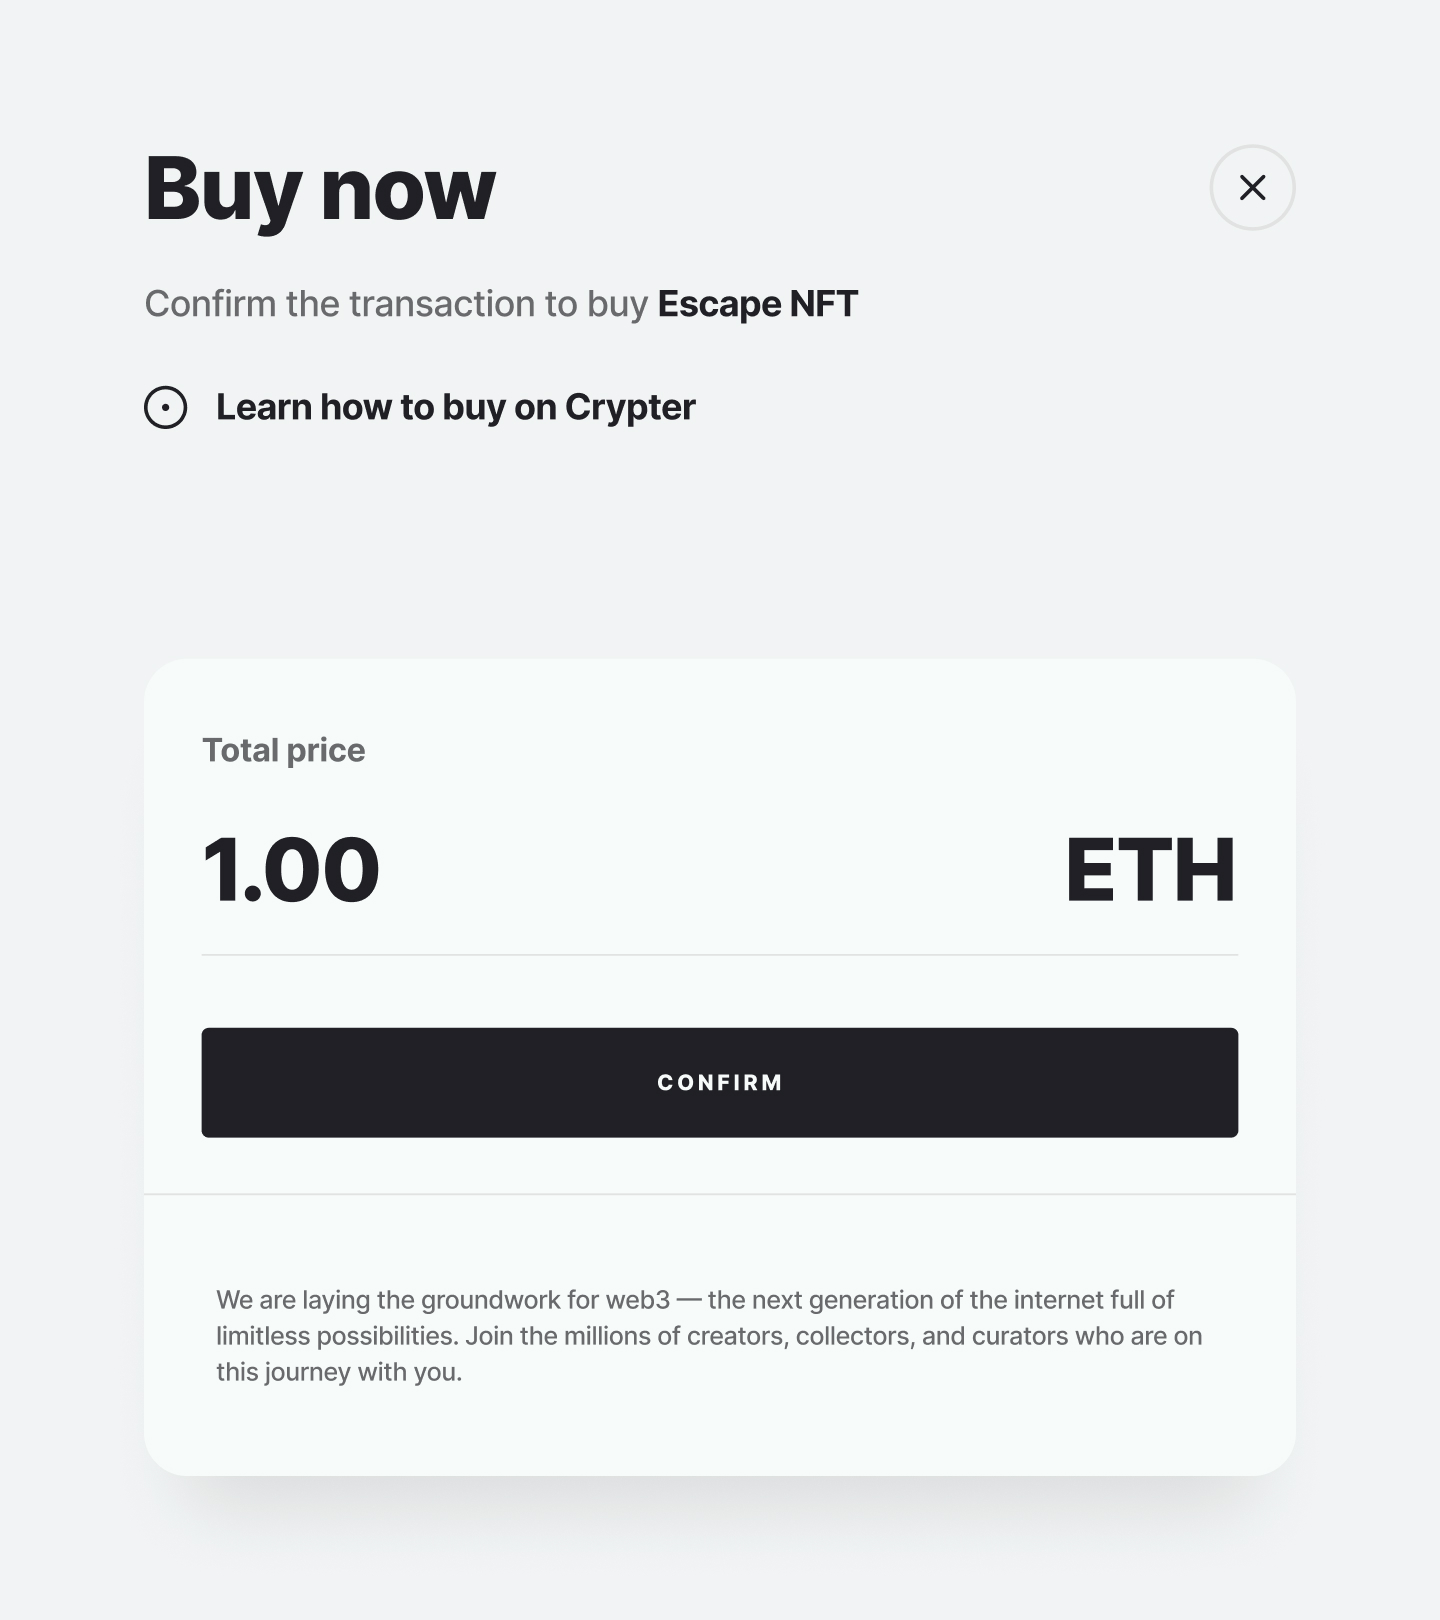 Buy now
Confirm the transaction to buy Escape NFT
Learn how to buy on Crypter
Total price
1.00 ETH
CONFIRM
We are laying the groundwork for web3 — the next generation of the internet full of
limitless possibilities. Join the millions of creators, collectors, and curators who are on
this journey with you.